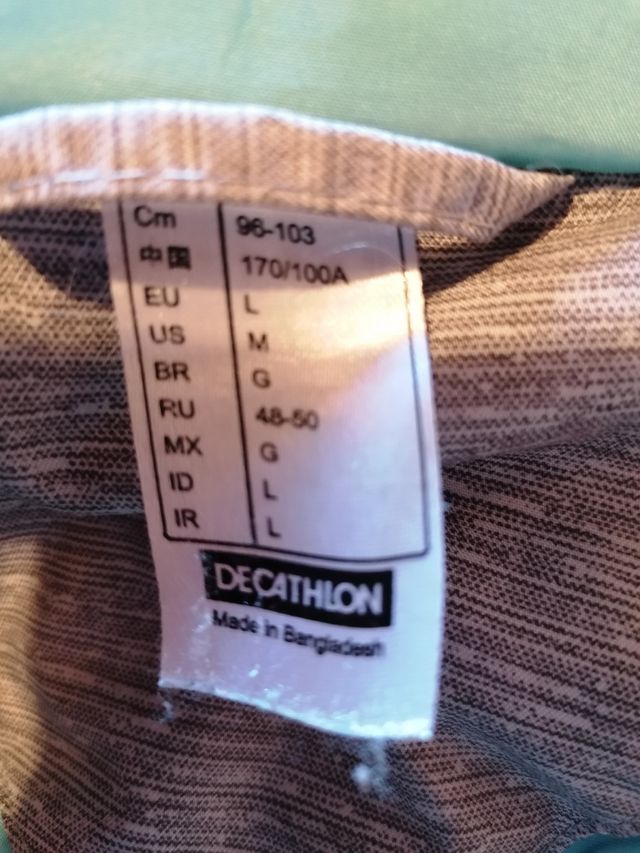 Cm 96-103
中国 170/100A
EU L
US M
BR G
RU 48-50
MX G
ID L
IR L
DECATHLON
Made in Bangladesh